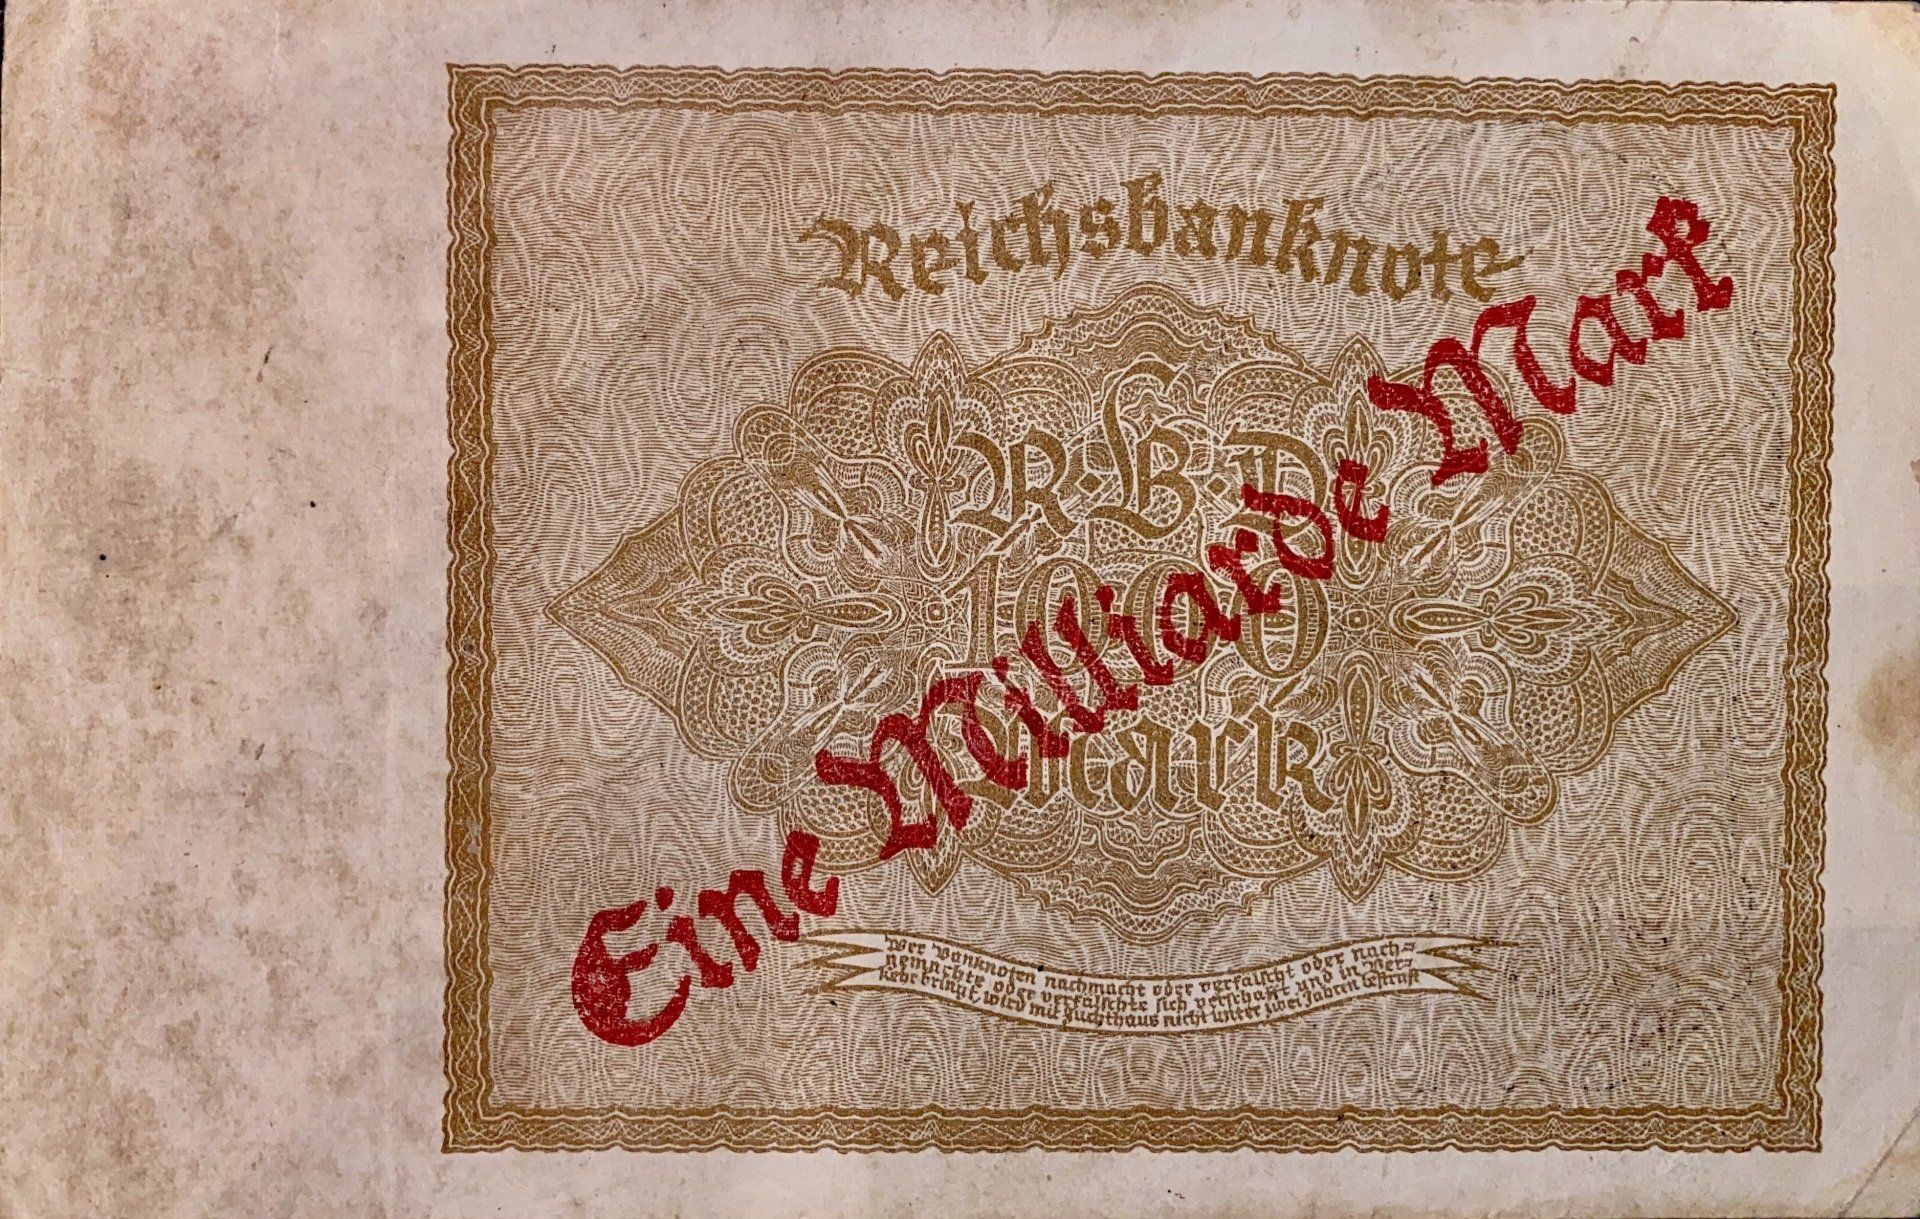 Reichsbanknote
R·B·D
1000
Mark
Eine Milliarde Mark
Wer Banknoten nachmacht oder verfälscht oder nach=
gemachte oder verfälschte sich verschafft und in Ver=
kehr bringt, wird mit Zuchthaus nicht unter zwei Jahren bestraft